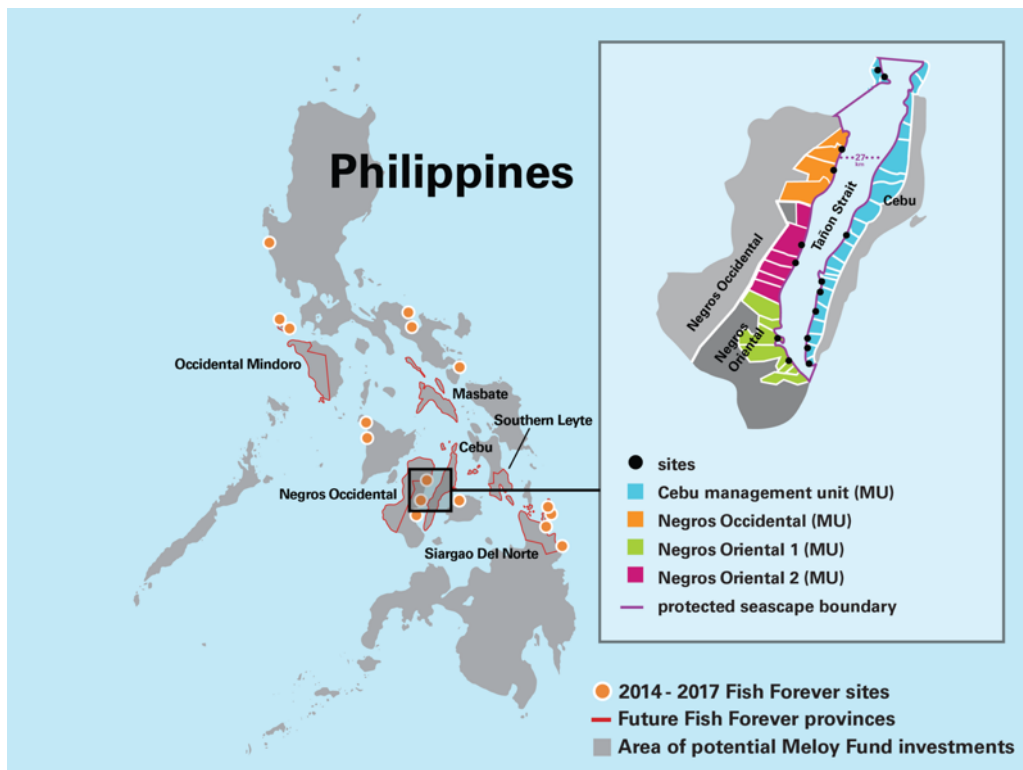 Philippines
Occidental Mindoro
Masbate
Southern Leyte
Cebu
Negros Occidental
Siargao Del Norte
27
km
Tañon Strait
Cebu
Negros Occidental
Negros
Oriental
sites
Cebu management unit (MU)
Negros Occidental (MU)
Negros Oriental 1 (MU)
Negros Oriental 2 (MU)
protected seascape boundary
2014 - 2017 Fish Forever sites
Future Fish Forever provinces
Area of potential Meloy Fund investments